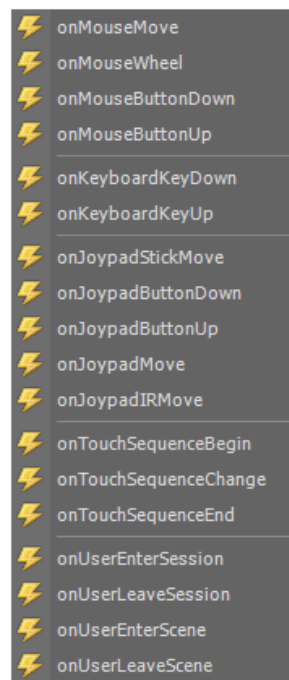 onMouseMove
onMouseWheel
onMouseButtonDown
onMouseButtonUp
onKeyboardKeyDown
onKeyboardKeyUp
onJoypadStickMove
onJoypadButtonDown
onJoypadButtonUp
onJoypadMove
onJoypadIRMove
onTouchSequenceBegin
onTouchSequenceChange
onTouchSequenceEnd
onUserEnterSession
onUserLeaveSession
onUserEnterScene
onUserLeaveScene